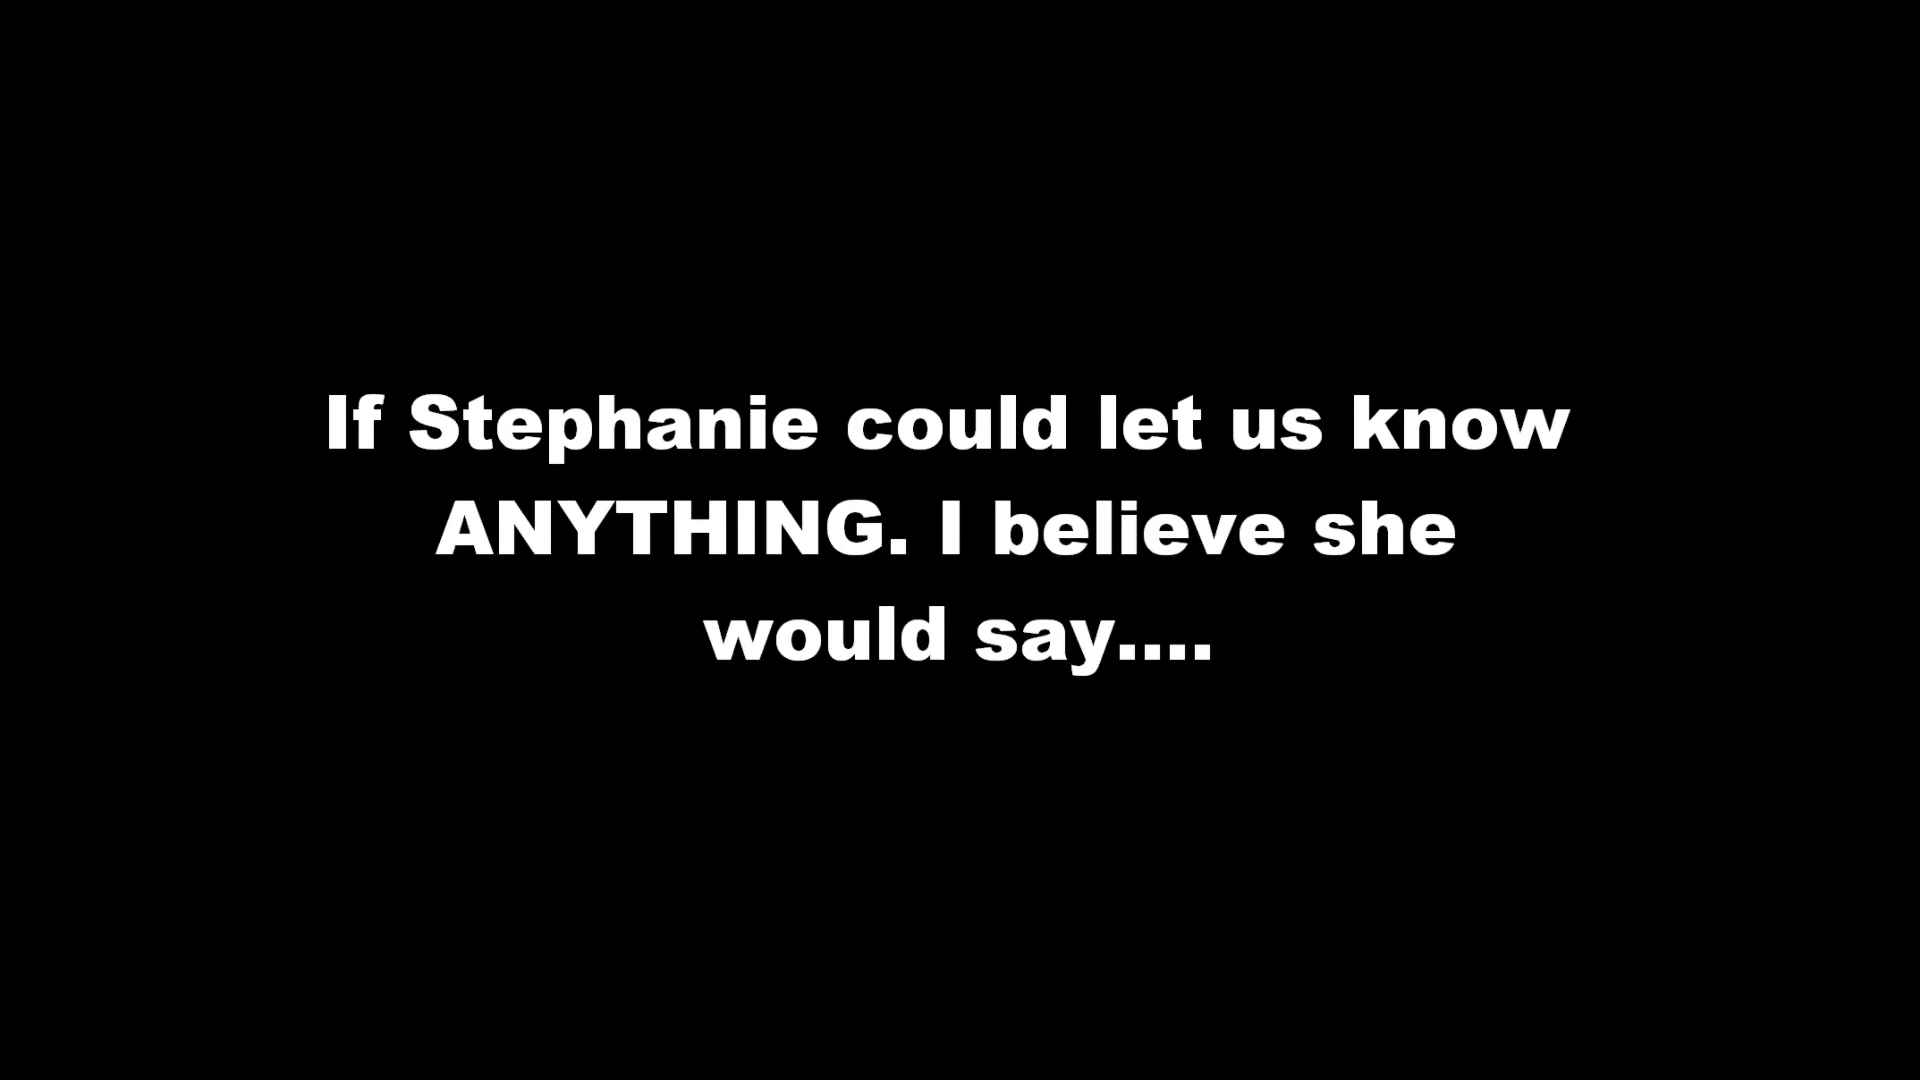 If Stephanie could let us know
ANYTHING. I believe she
would say....